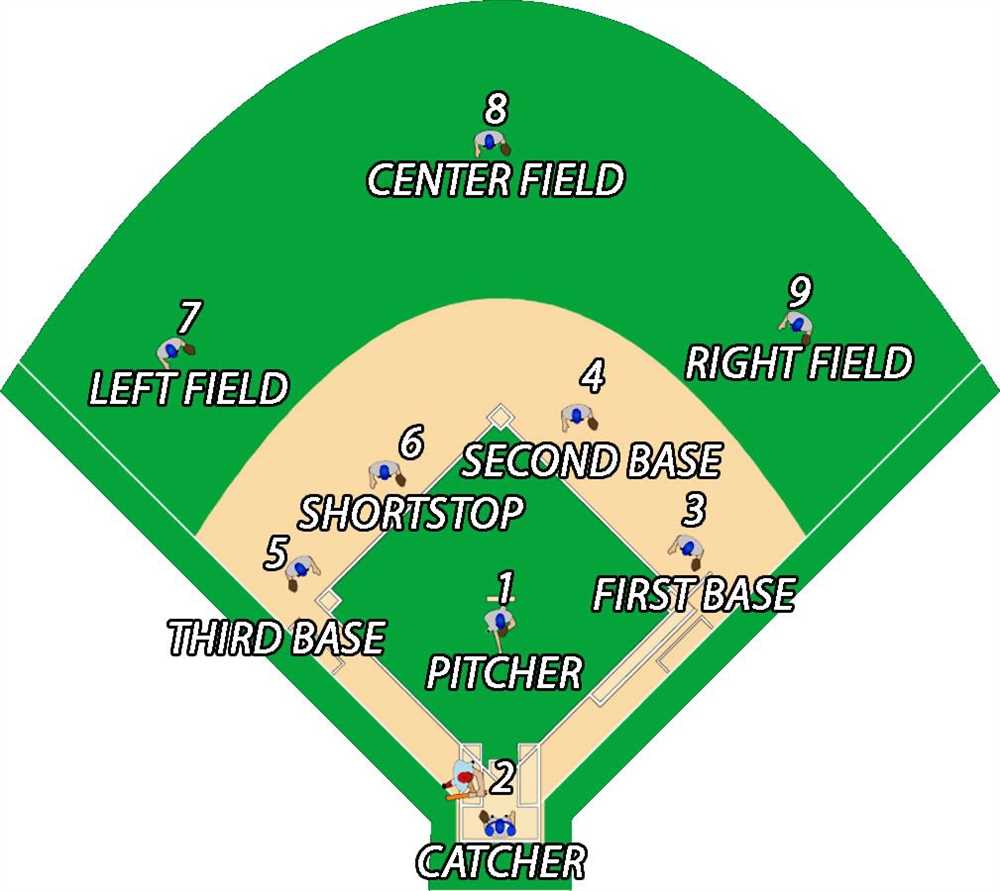 8
CENTER FIELD
7
LEFT FIELD
9
RIGHT FIELD
4
SECOND BASE
6
SHORTSTOP
3
FIRST BASE
5
THIRD BASE
1
PITCHER
2
CATCHER